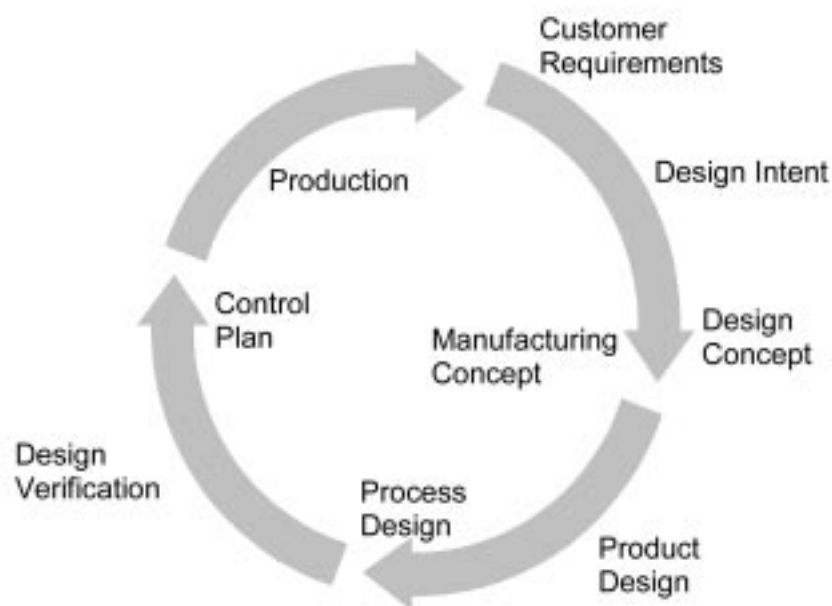 Customer
Requirements
Design Intent
Design
Concept
Manufacturing
Concept
Product
Design
Process
Design
Design
Verification
Control
Plan
Production